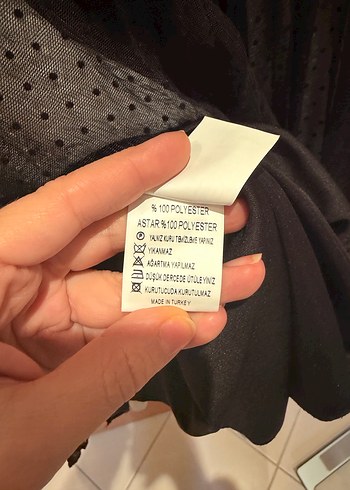 % 100 POLYESTER
ASTAR %100 POLYESTER
P YALNIZ KURU TEMİZLEME YAPINIZ
YIKANMAZ
AĞARTMA YAPILMAZ
DÜŞÜK DERCEDE ÜTÜLEYİNİZ
KURUTUCUDA KURUTULMAZ
MADE IN TURKEY